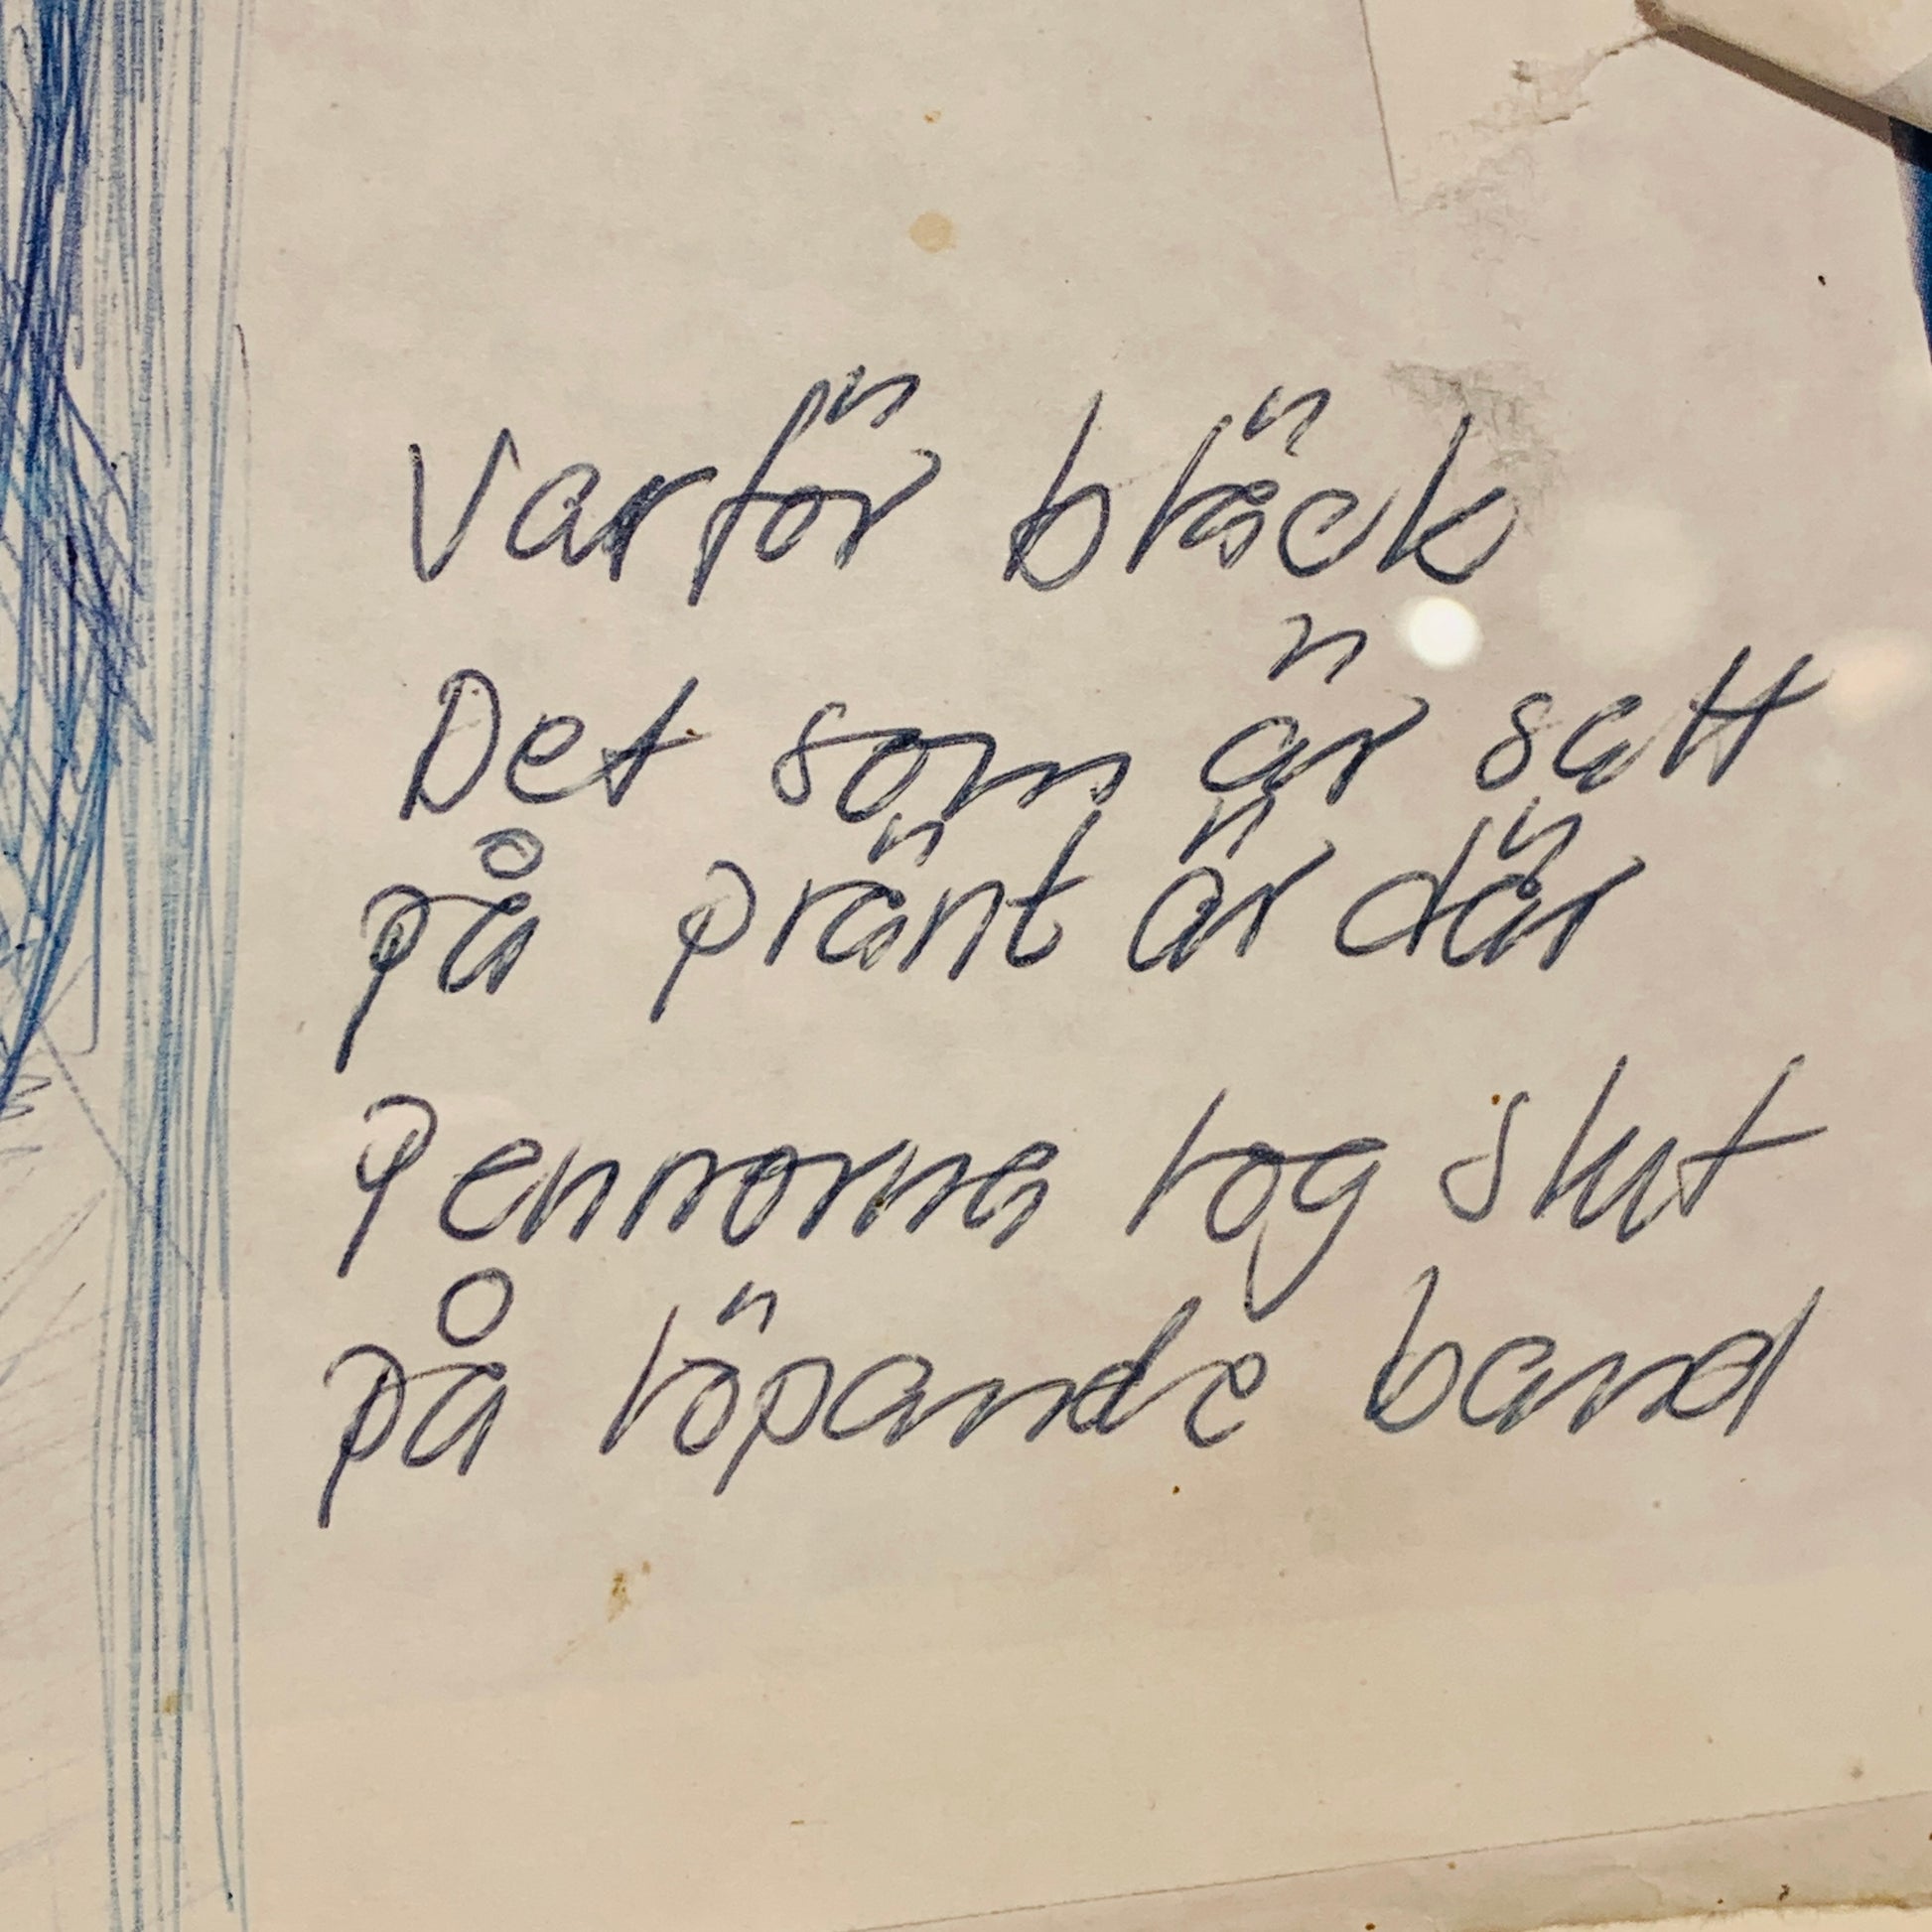 Varför bläck
Det som är satt
på pränt är där
Pennorna tog slut
på löpande band